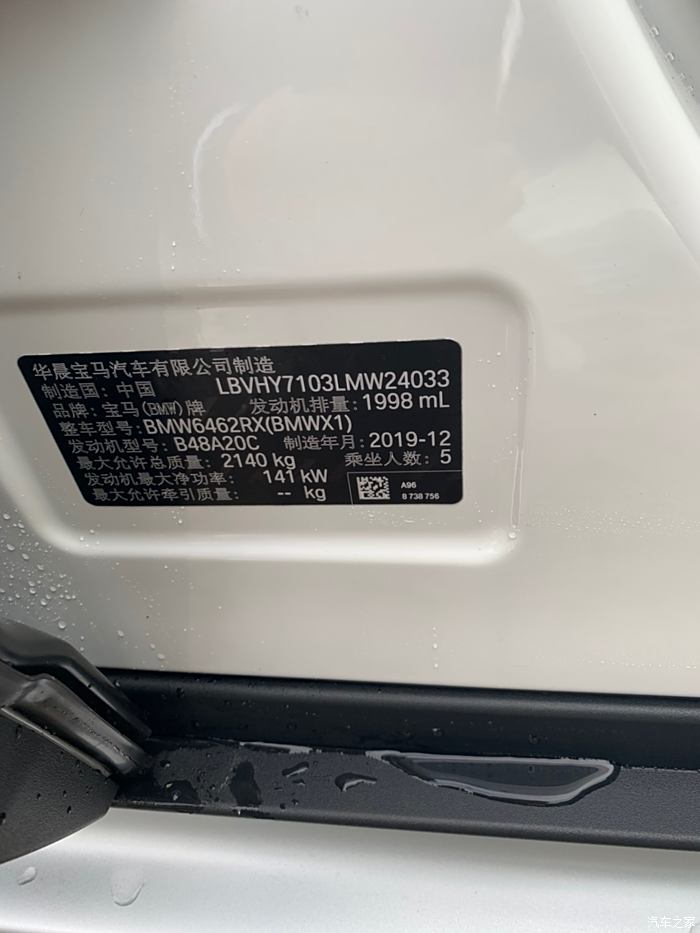 华晨宝马汽车有限公司制造
制造国: 中国 LBVHY7103LMW24033
品牌: 宝马(BMW)牌 发动机排量: 1998 mL
整车型号: BMW6462RX(BMWX1)
发动机型号: B48A20C 制造年月: 2019-12
最大允许总质量: 2140 kg 乘坐人数: 5
发动机最大净功率: 141 kW
最大允许牵引质量: -- kg
A96
8 738 756
汽车之家